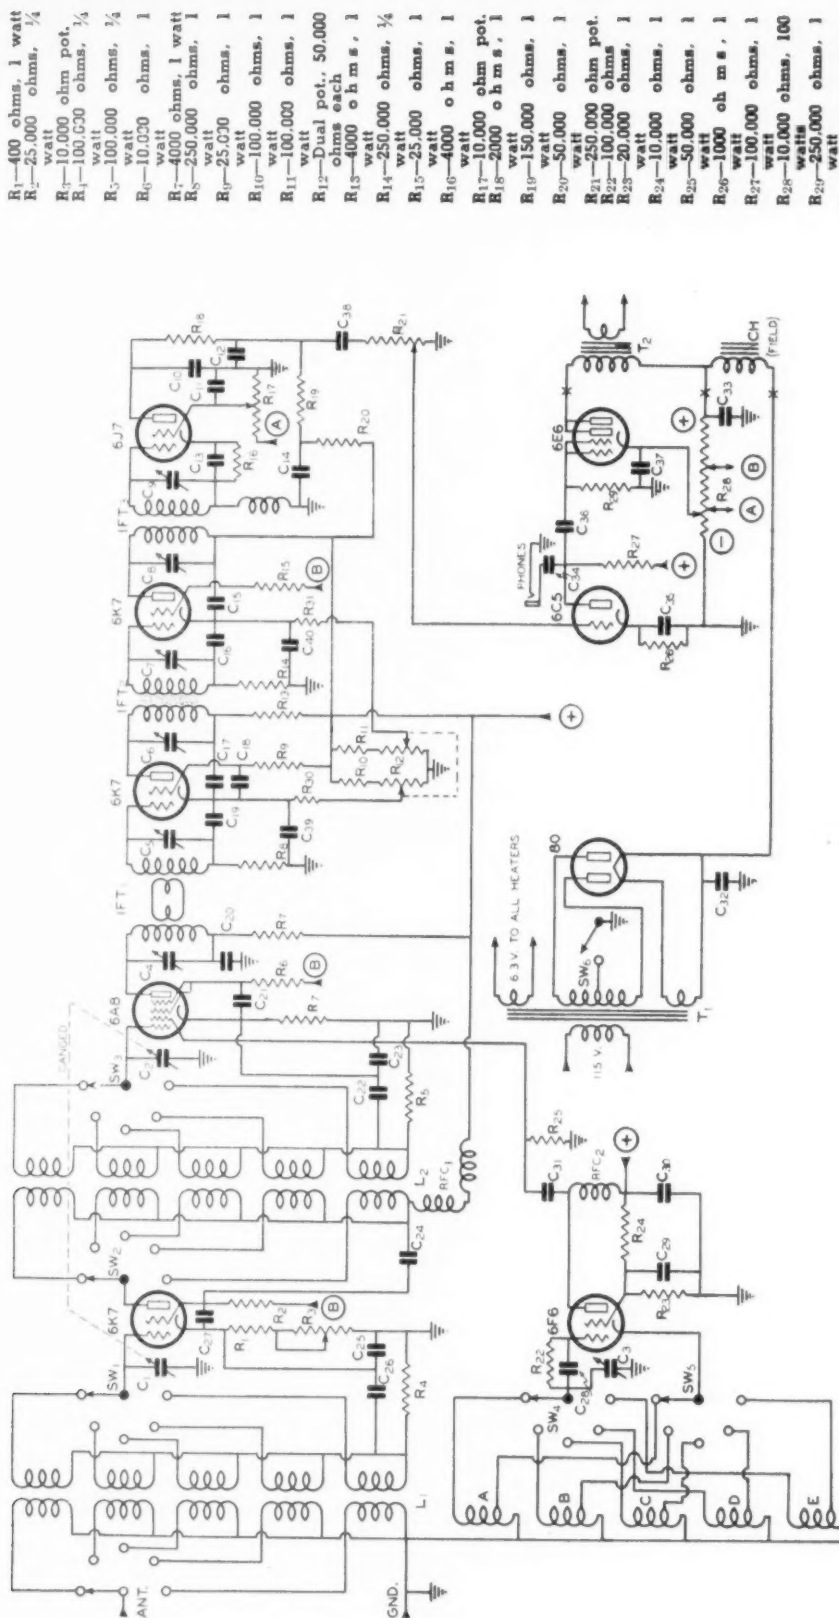 R1—400 ohms, 1 watt
R2—25,000 ohms, ¼
watt
R3—10,000 ohm pot.
R4—100,000 ohms, ¼
watt
R5—100,000 ohms, ¼
watt
R6—10,000 ohms, 1
watt
R7—4000 ohms, 1 watt
R8—250,000 ohms, 1
watt
R9—25,000 ohms, 1
watt
R10—100,000 ohms, 1
watt
R11—100,000 ohms, 1
watt
R12—Dual pot., 50,000
ohms each
R13—4000 ohms, 1
watt
R14—250,000 ohms, ¼
watt
R15—25,000 ohms, 1
watt
R16—4000 ohms, 1
watt
R17—10,000 ohm pot.
R18—2000 ohms, 1
watt
R19—150,000 ohms, 1
watt
R20—50,000 ohms, 1
watt
R21—250,000 ohm pot.
R22—100,000 ohms
R23—20,000 ohms, 1
watt
R24—10,000 ohms, 1
watt
R25—50,000 ohms, 1
watt
R26—1000 ohms, 1
watt
R27—100,000 ohms, 1
watt
R28—10,000 ohms, 100
watts
R29—250,000 ohms, 1
watt
ANT.
GND.
L1
SW1
6K7
SW2
GANGED
SW3
6A8
IFT1
6K7
IFT2
6K7
IFT3
6J7
C1
C27
R1
R2
R3
B
C25
C26
R4
C24
L2
RFC1
C2
C4
C20
C21
R6
B
R7
R7
C22
C23
R5
C5
C6
C19
C17
C18
R8
R9
C39
R30
R10
R11
R12
C7
C8
C16
C15
R13
R14
C40
R31
R15
B
C9
C13
R16
C10
C11
C12
R17
A
R18
C14
R19
R20
C38
R21
+
A
B
C
D
E
SW4
SW5
R22
C28
C3
6F6
R23
C29
R24
C30
+
RFC2
C31
R25
115 V.
T1
6.3 V. TO ALL HEATERS
SW6
80
C32
6C5
PHONES
C34
R26
C35
R27
+
C36
6E6
R29
C37
−
A
R28
B
+
C33
T2
CH
(FIELD)